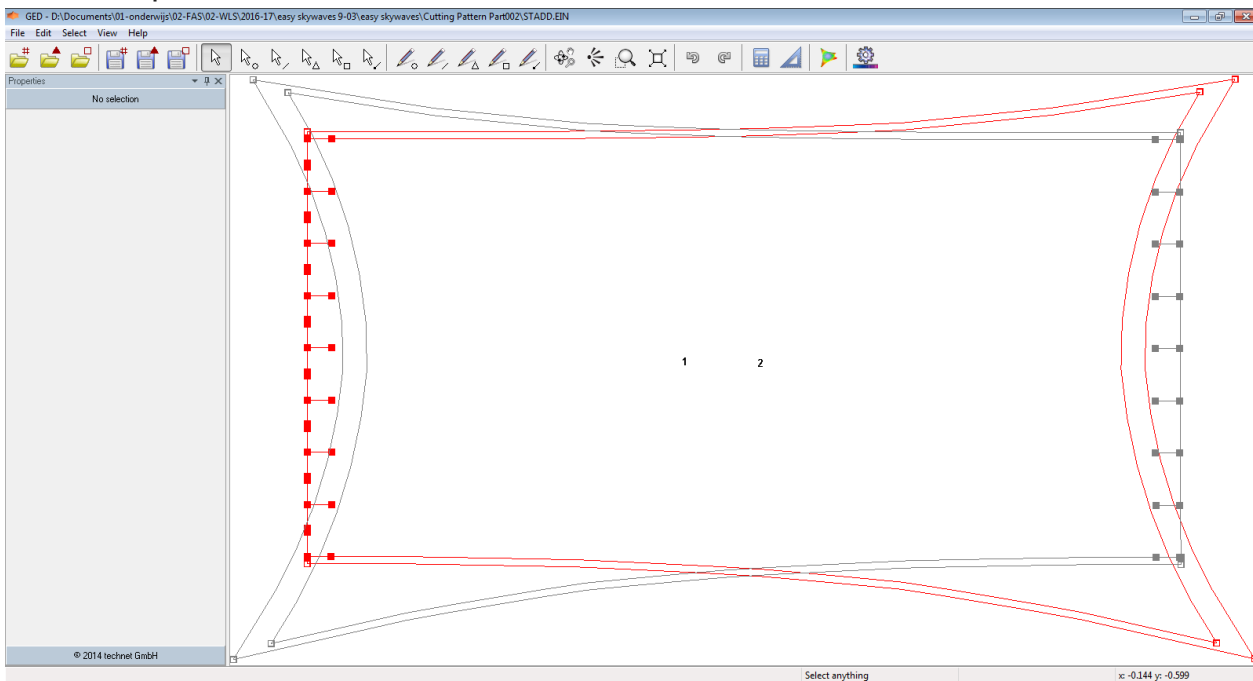 GED - D:\Documents\01-onderwijs\02-FAS\02-WLS\2016-17\easy skywaves 9-03\easy skywaves\Cutting Pattern Part002\STADD.EIN
File Edit Select View Help
Properties
No selection
1 2
© 2014 technet GmbH
Select anything x: -0.144 y: -0.599